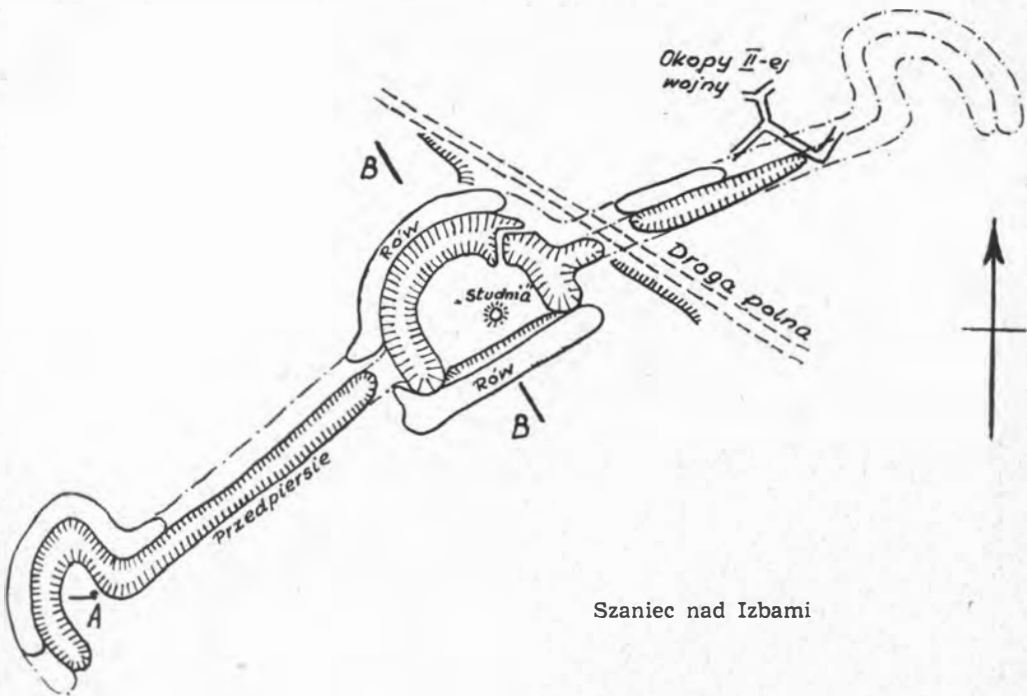 Okopy II-ej
wojny
B
Rów
„Studnia"
Droga polna
Rów
B
Przedpiersie
A
Szaniec nad Izbami